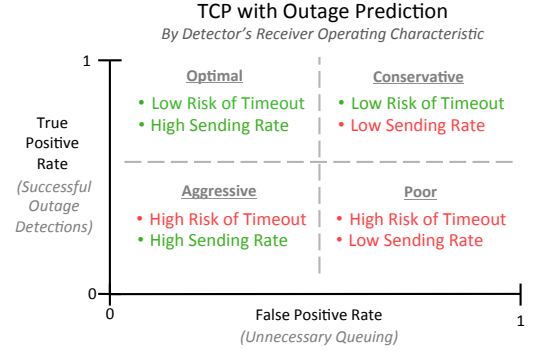 TCP with Outage Prediction
By Detector's Receiver Operating Characteristic
1
Optimal
• Low Risk of Timeout
• High Sending Rate
Conservative
• Low Risk of Timeout
• Low Sending Rate
True
Positive
Rate
(Successful
Outage
Detections)
Aggressive
• High Risk of Timeout
• High Sending Rate
Poor
• High Risk of Timeout
• Low Sending Rate
0
0
False Positive Rate
1
(Unnecessary Queuing)